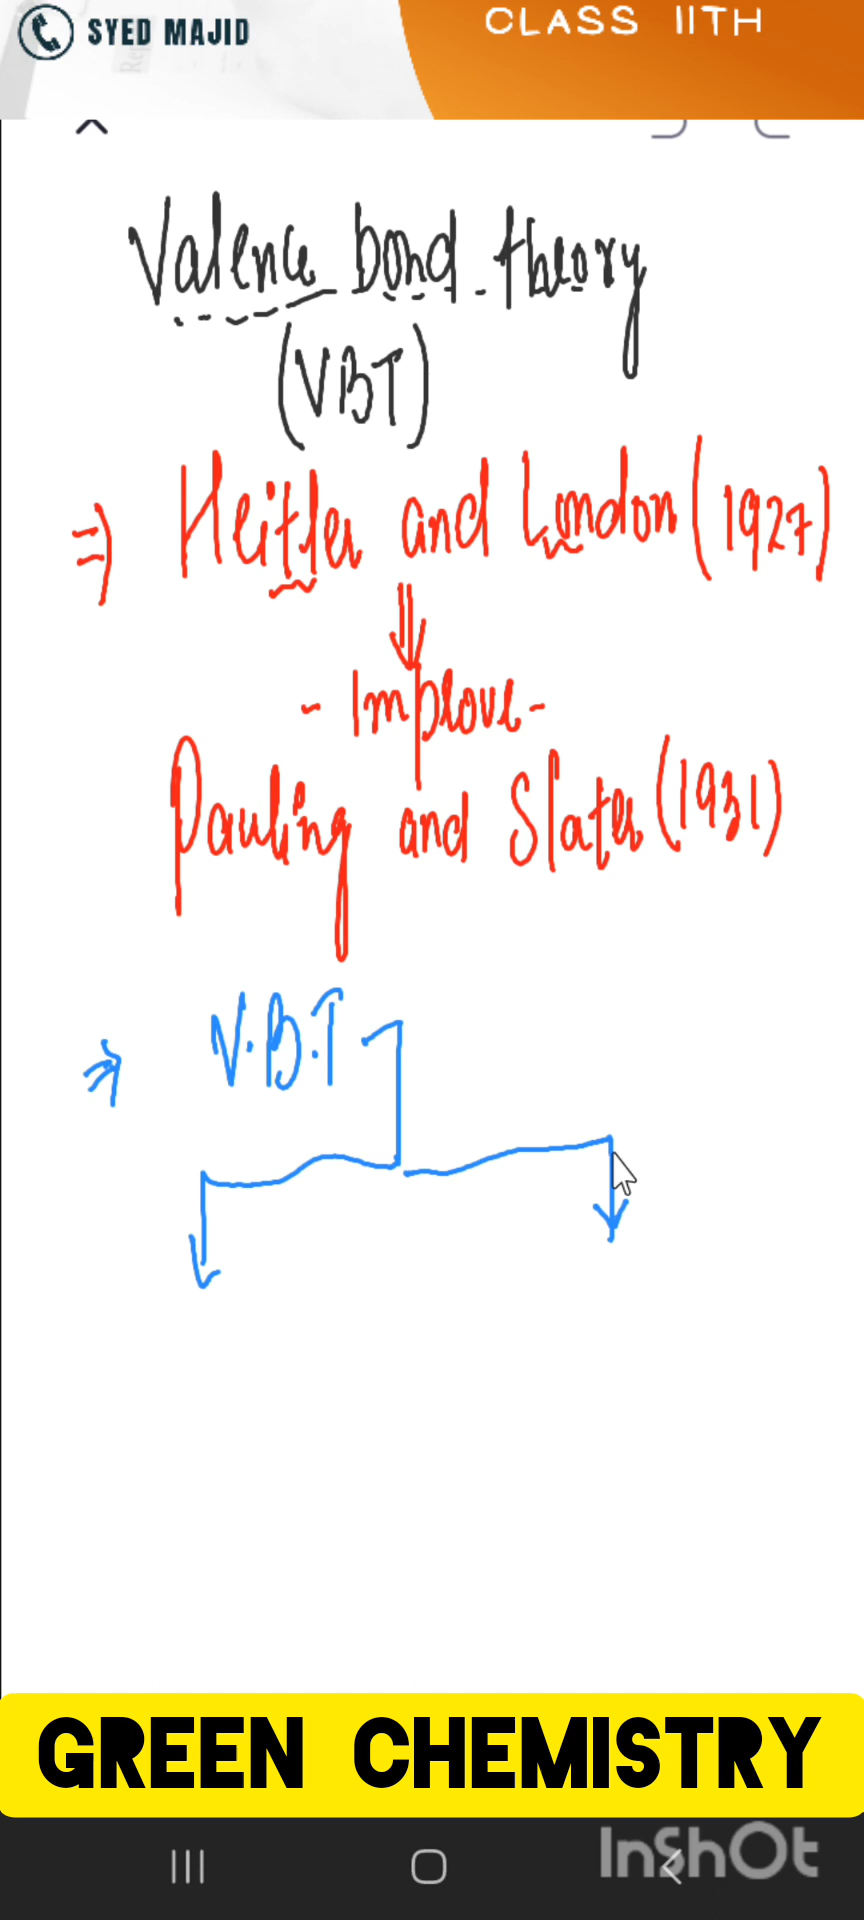 SYED MAJID
CLASS 11TH
Valence bond theory
(VBT)
⇒ Heitler and London (1927)
- Improve -
Pauling and Slater (1931)
⇒ V.B.T
GREEN CHEMISTRY
InShOt